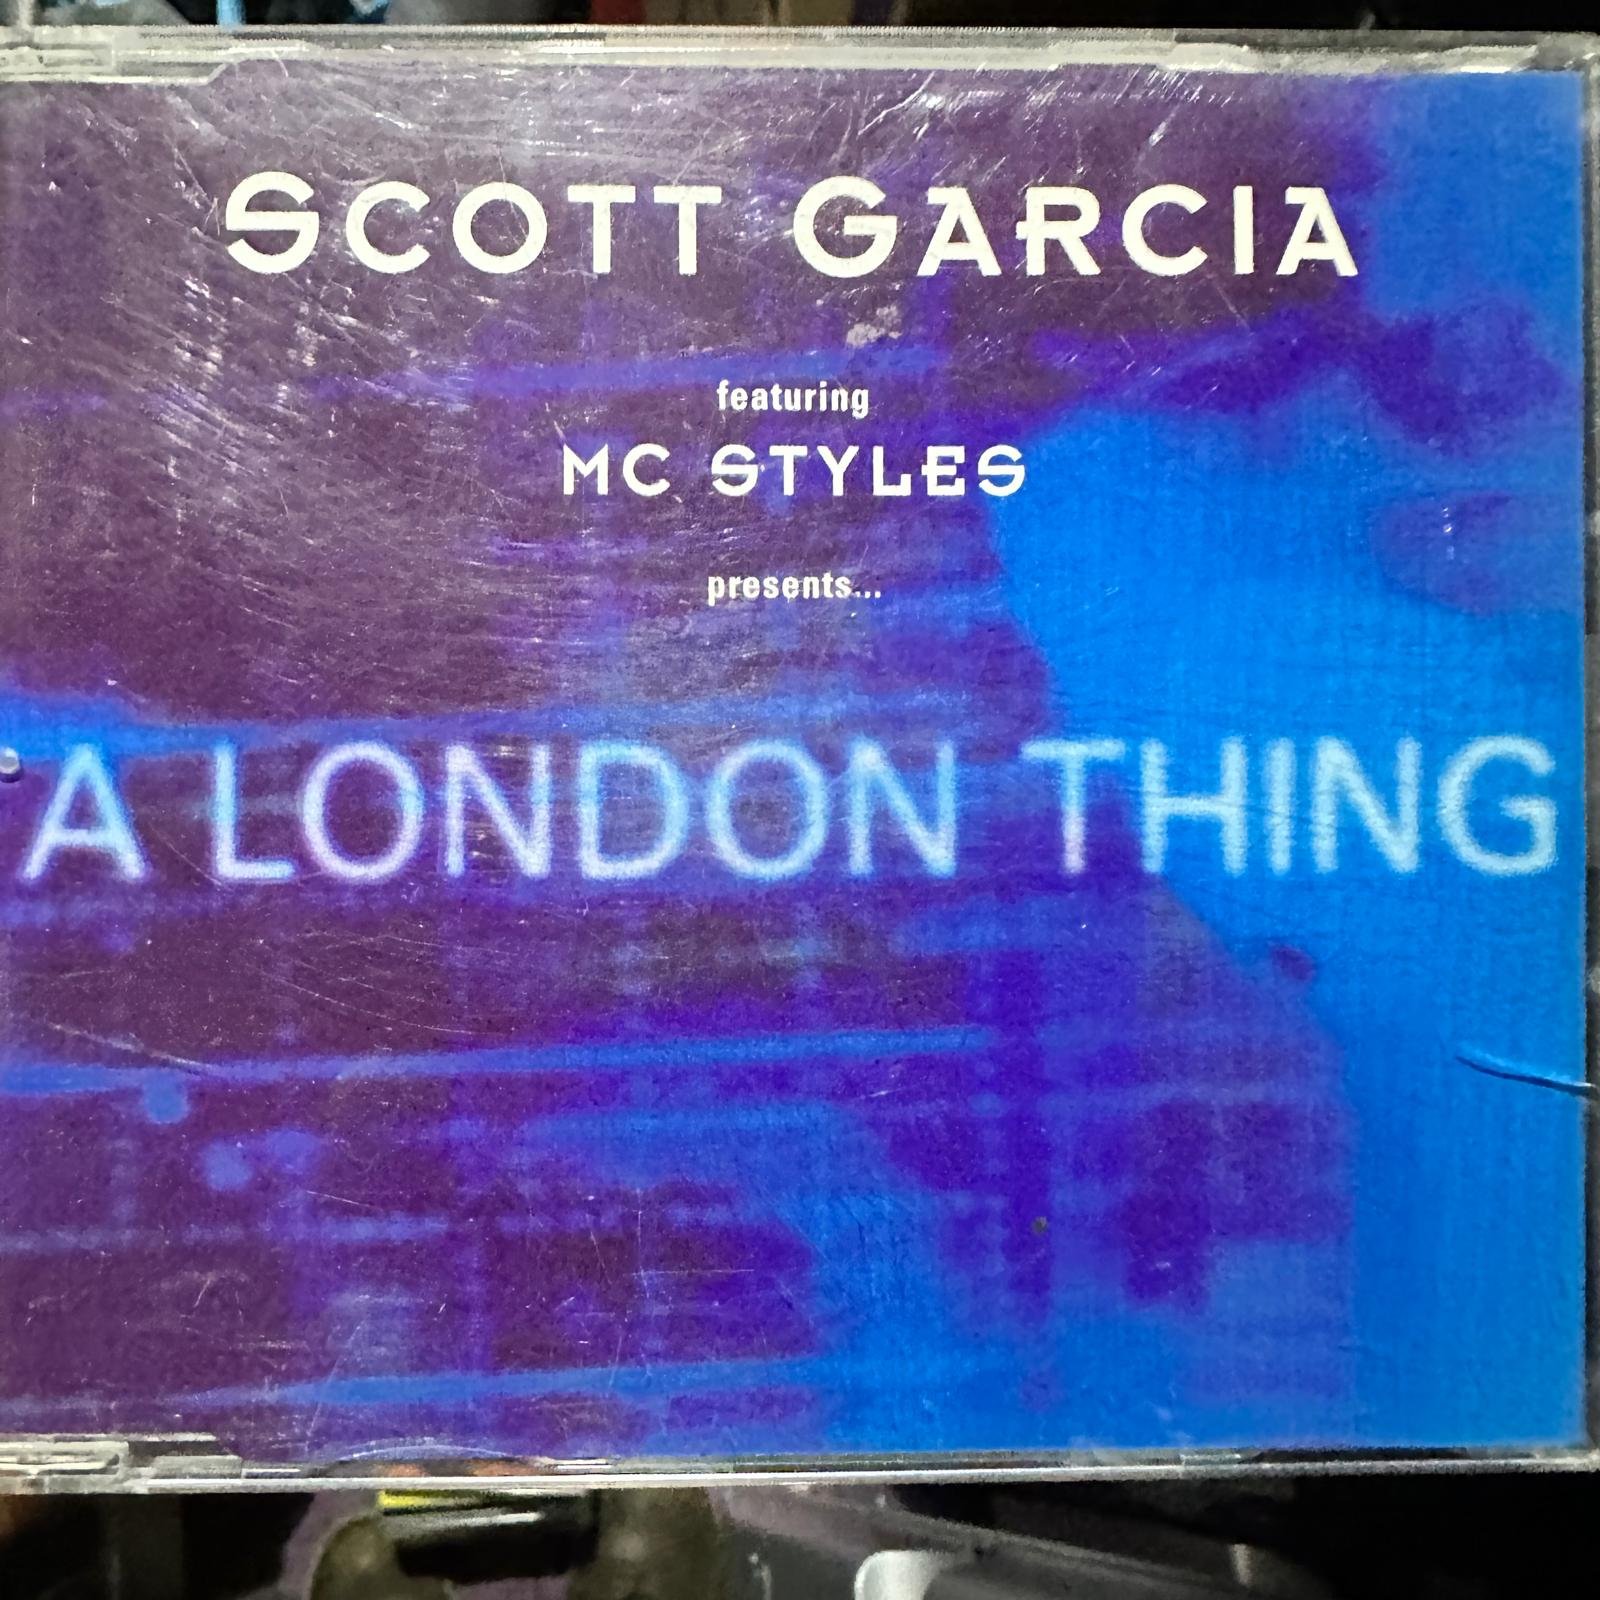 SCOTT GARCIA
featuring
MC STYLES
presents...
A LONDON THING